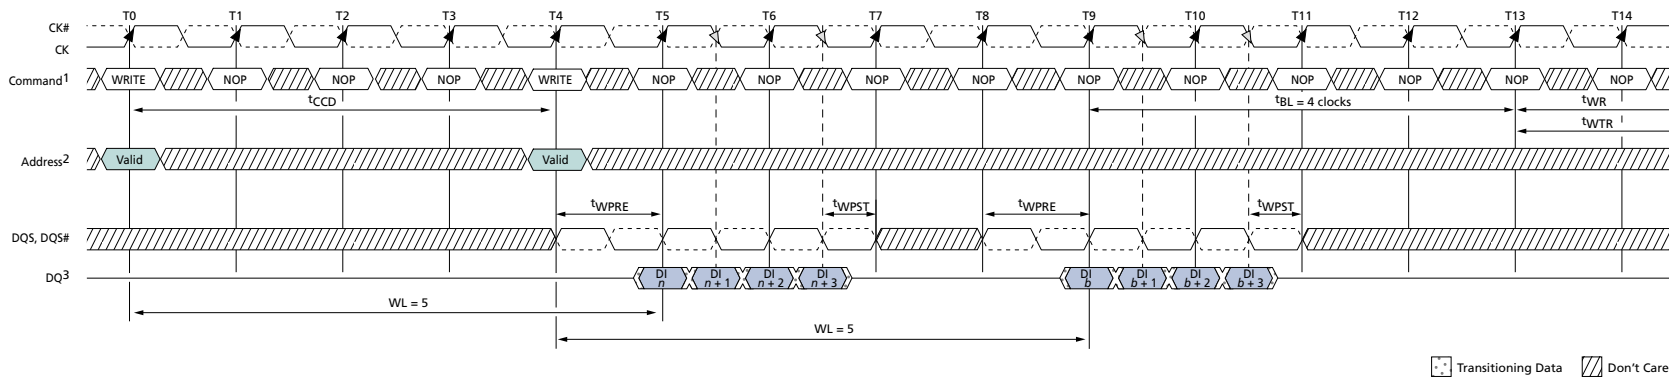 T0 T1 T2 T3 T4 T5 T6 T7 T8 T9 T10 T11 T12 T13 T14
CK#
CK
Command1 WRITE NOP NOP NOP WRITE NOP NOP NOP NOP NOP NOP NOP NOP NOP NOP
tCCD tBL = 4 clocks tWR
tWTR
Address2 Valid Valid
tWPRE tWPST tWPRE tWPST
DQS, DQS#
DQ3 DI n DI n + 1 DI n + 2 DI n + 3 DI b DI b + 1 DI b + 2 DI b + 3
WL = 5
WL = 5
Transitioning Data Don't Care